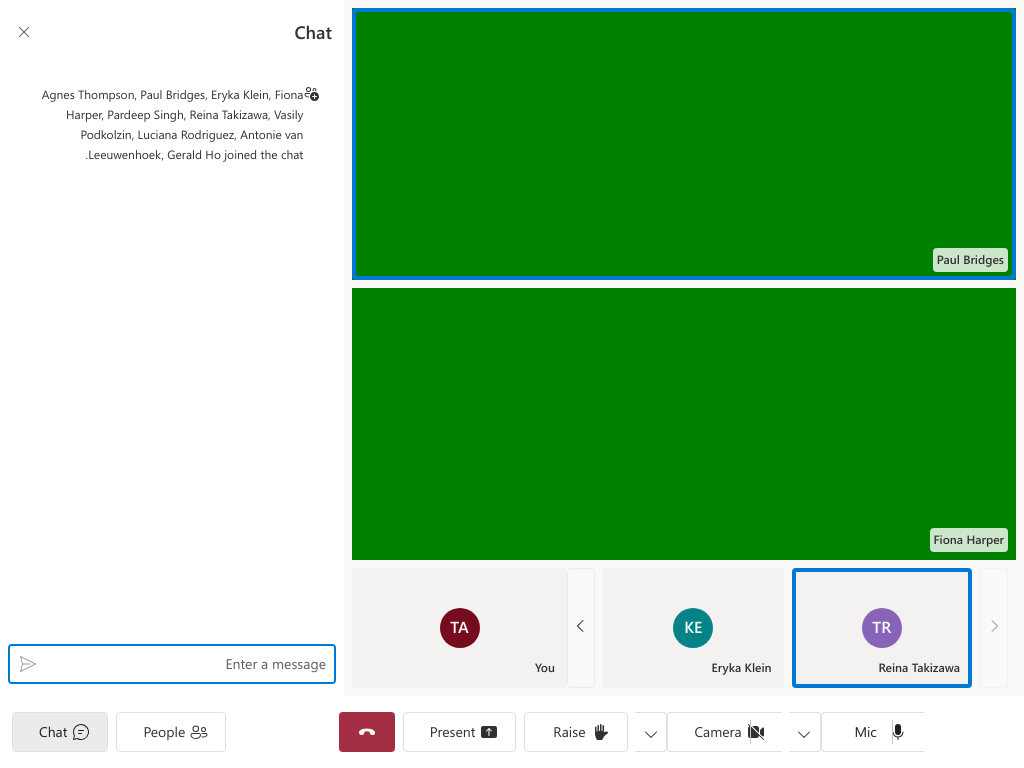 Chat
Agnes Thompson, Paul Bridges, Eryka Klein, Fiona
Harper, Pardeep Singh, Reina Takizawa, Vasily
Podkolzin, Luciana Rodriguez, Antonie van
.Leeuwenhoek, Gerald Ho joined the chat
Enter a message
Paul Bridges
Fiona Harper
TA
You
KE
Eryka Klein
TR
Reina Takizawa
Chat
People
Present
Raise
Camera
Mic